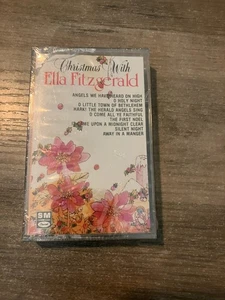 Christmas With
Ella Fitzgerald
ANGELS WE HAVE HEARD ON HIGH
O HOLY NIGHT
O LITTLE TOWN OF BETHLEHEM
HARK! THE HERALD ANGELS SING
O COME ALL YE FAITHFUL
THE FIRST NOEL
IT CAME UPON A MIDNIGHT CLEAR
SILENT NIGHT
AWAY IN A MANGER
SM